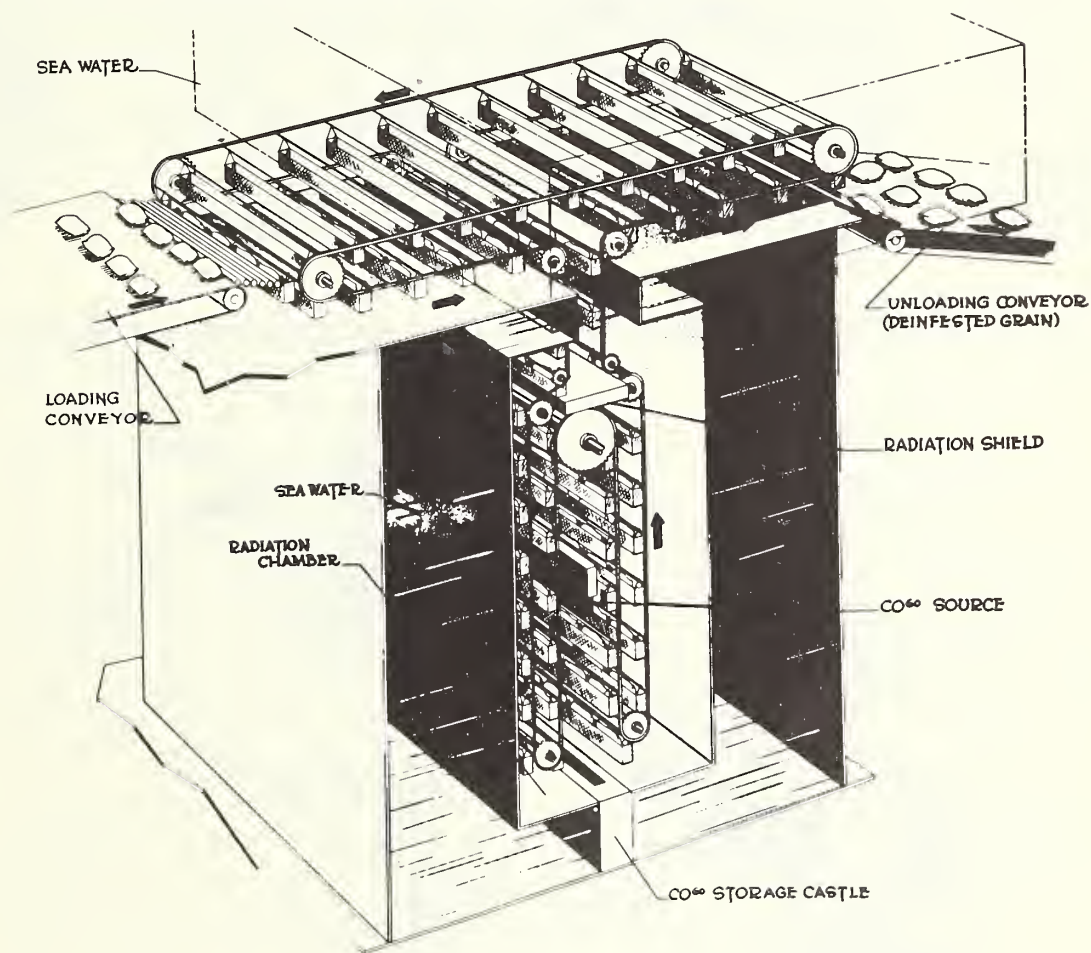 SEA WATER
UNLOADING CONVEYOR
(DEINFESTED GRAIN)
LOADING
CONVEYOR
RADIATION SHIELD
SEA WATER
RADIATION
CHAMBER
CO⁶⁰ SOURCE
CO⁶⁰ STORAGE CASTLE